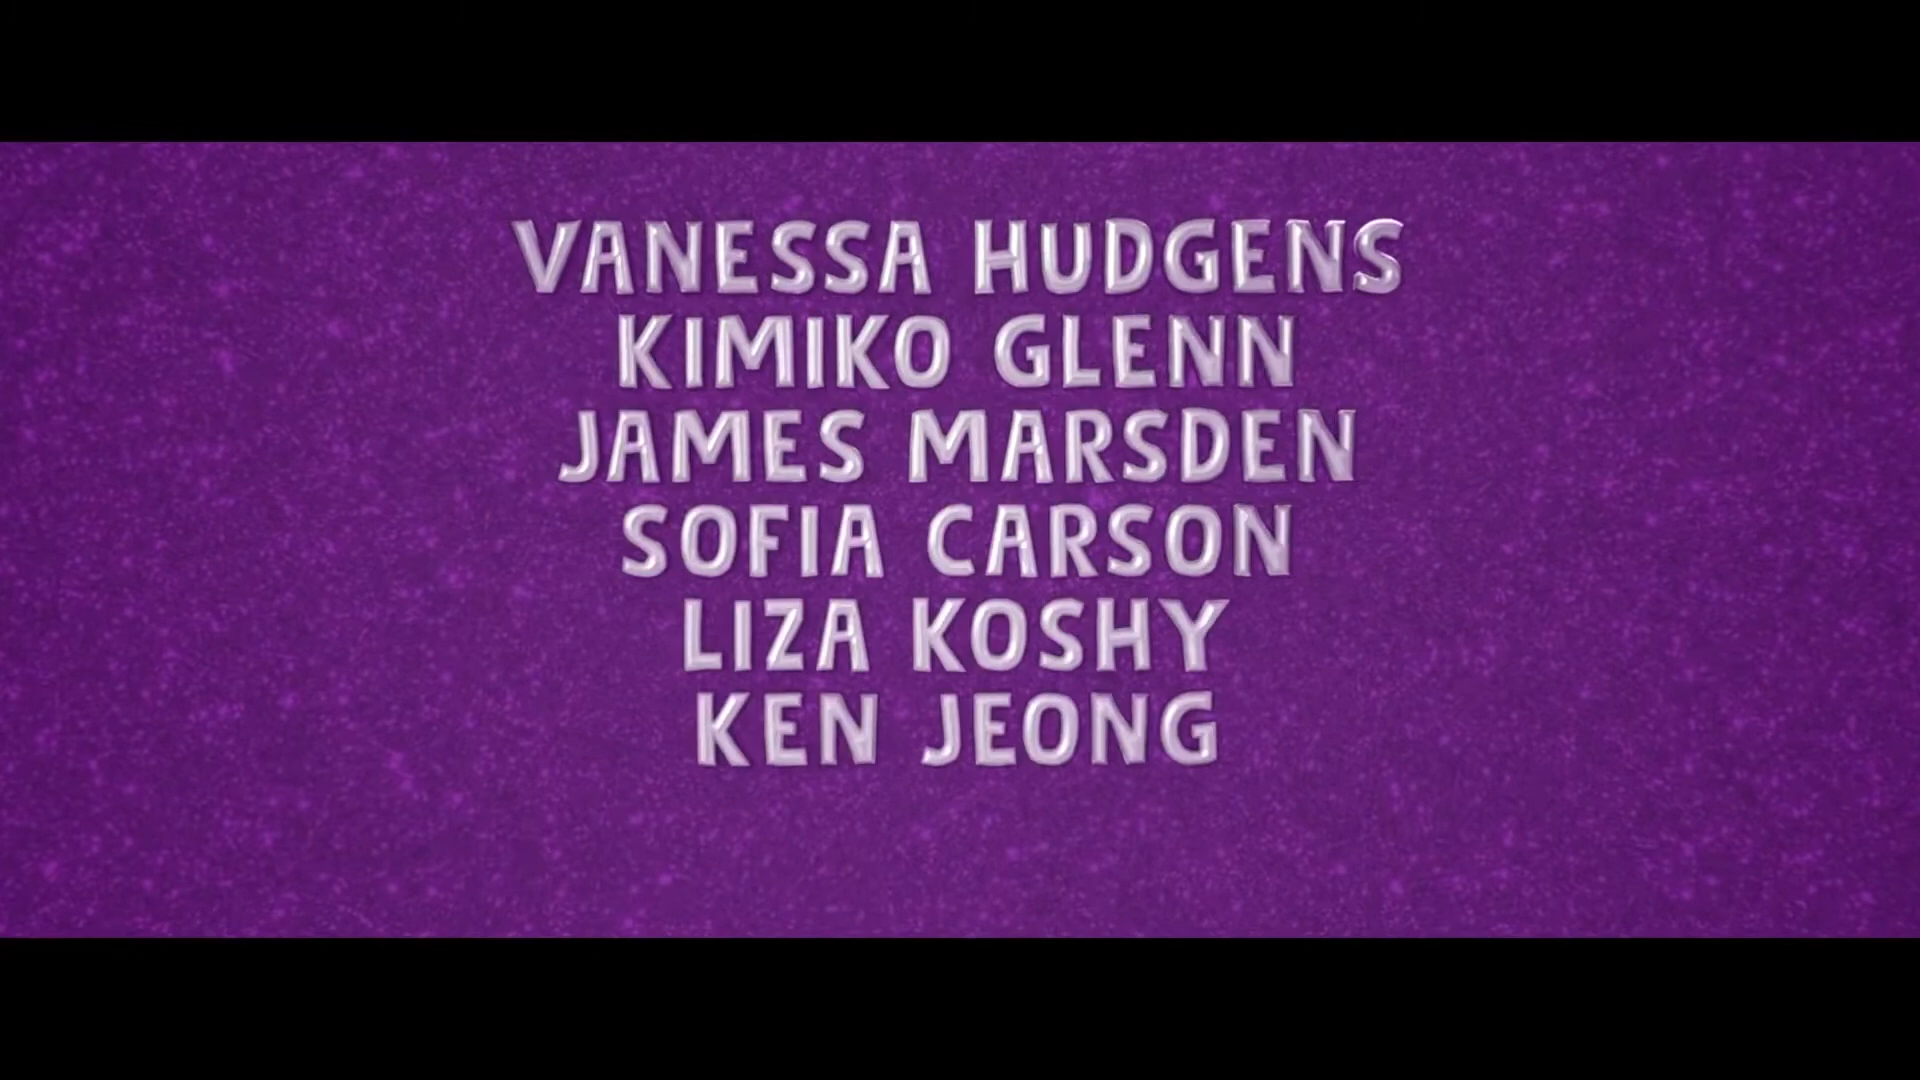 VANESSA HUDGENS
KIMIKO GLENN
JAMES MARSDEN
SOFIA CARSON
LIZA KOSHY
KEN JEONG